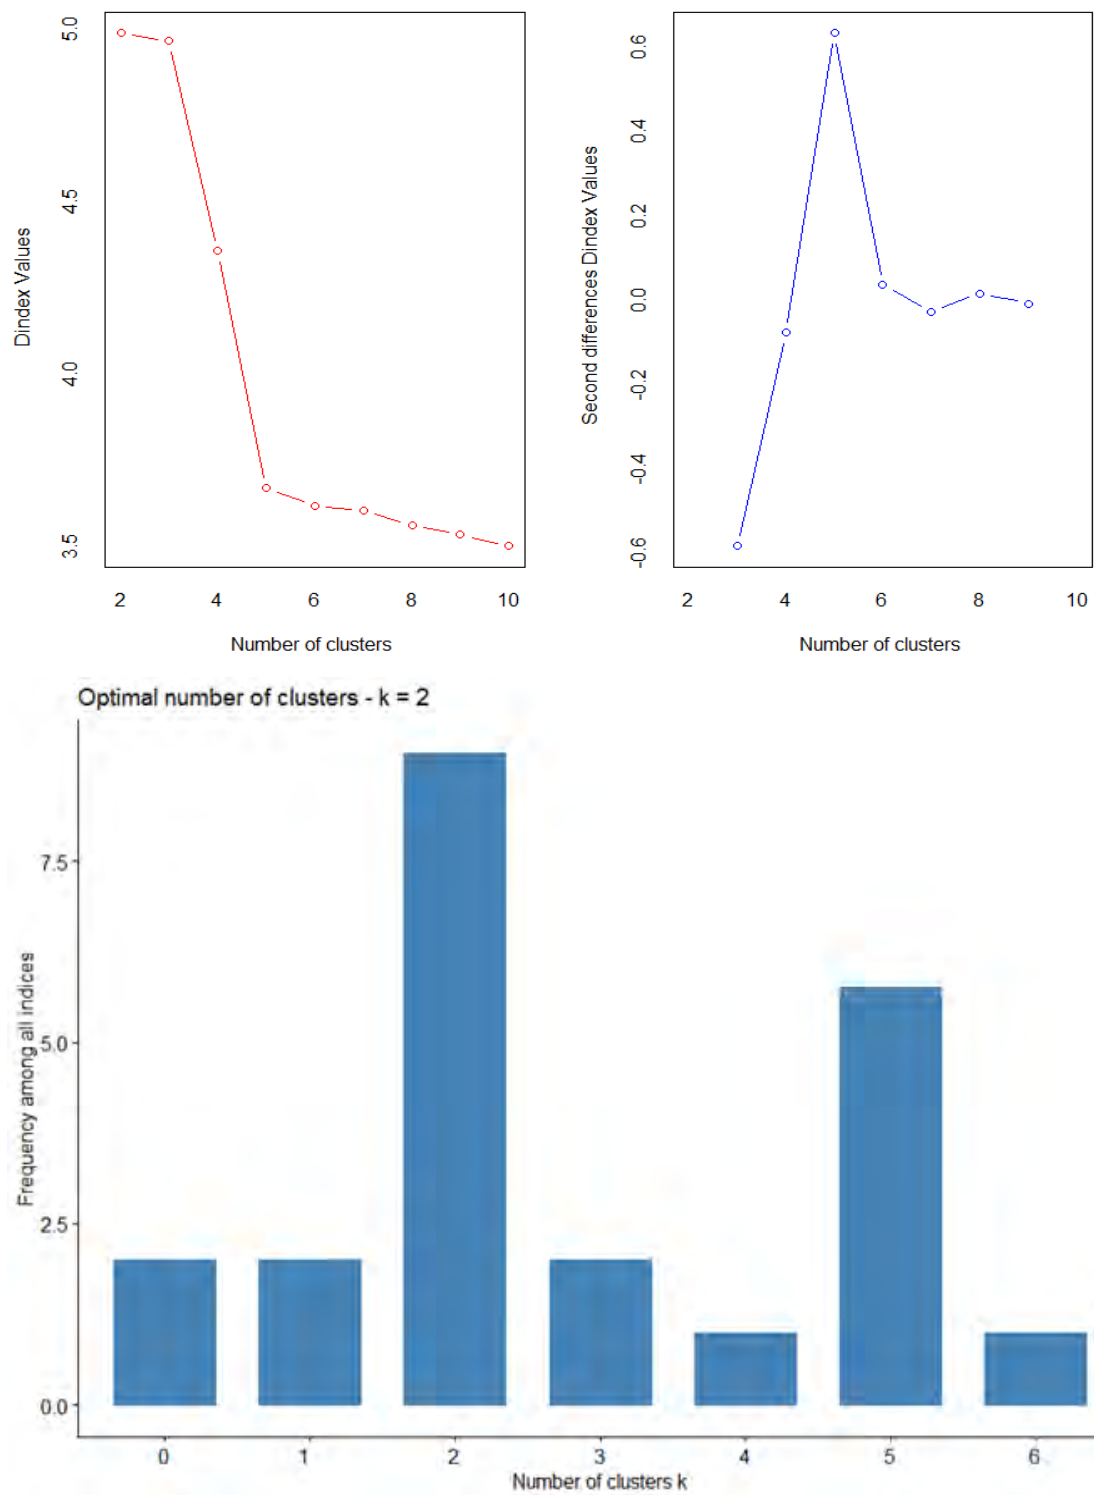 Dindex Values
5.0
4.5
4.0
3.5
2 4 6 8 10
Number of clusters
Second differences Dindex Values
0.6
0.4
0.2
0.0
-0.2
-0.4
-0.6
2 4 6 8 10
Number of clusters
Optimal number of clusters - k = 2
Frequency among all indices
7.5
5.0
2.5
0.0
0 1 2 3 4 5 6
Number of clusters k